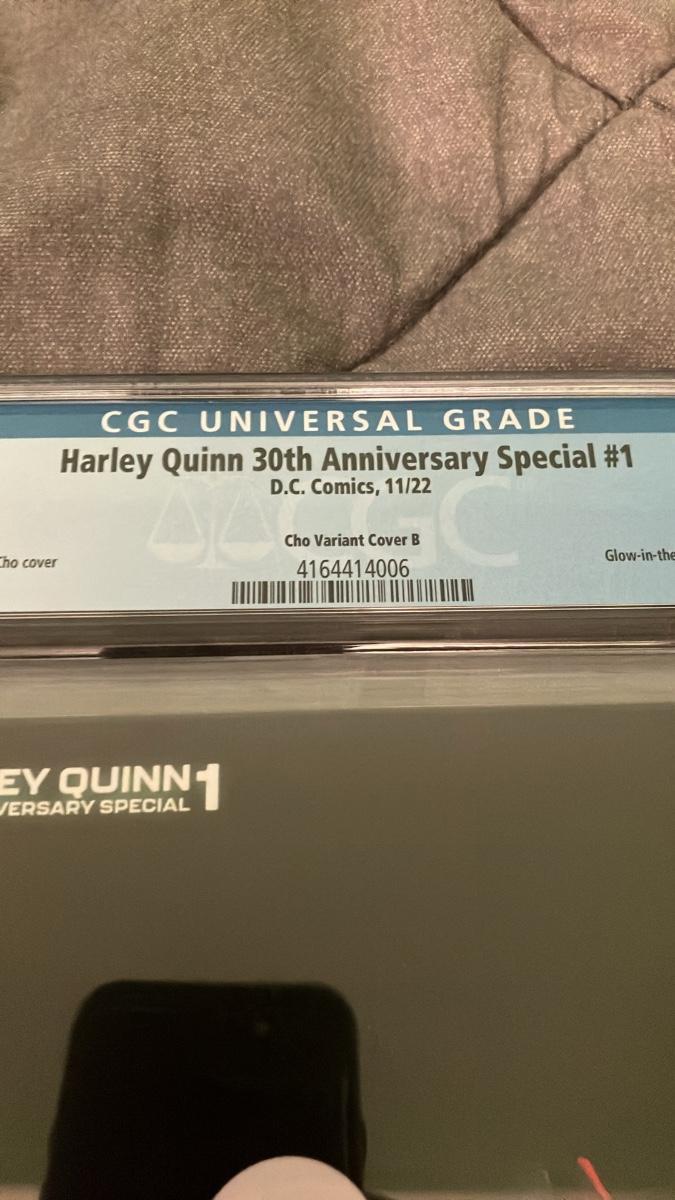 CGC UNIVERSAL GRADE
Harley Quinn 30th Anniversary Special #1
D.C. Comics, 11/22
CGC
Cho Variant Cover B
Cho cover
Glow-in-the
4164414006
EY QUINN 1
VERSARY SPECIAL